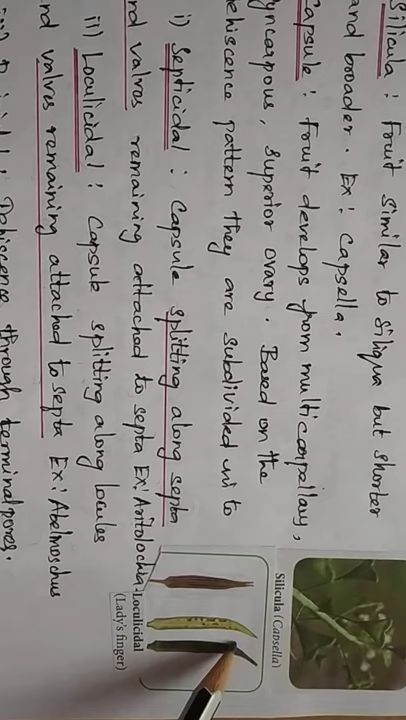 Silicula : Fruit similar to siliqua but shorter
and broader. Ex: Capsella.
Capsule : Fruit develops from multicarpellary,
syncarpous, superior ovary. Based on the
dehiscence pattern they are subdivided into
i) Septicidal : Capsule splitting along septa
nd valves remaining attached to septa Ex: Aristolochia.
ii) Loculicidal : Capsule splitting along locules
nd valves remaining attached to septa Ex: Abelmoschus
Dehiscence through terminal pores.
Silicula (Capsella)
Loculicidal
(Lady's finger)